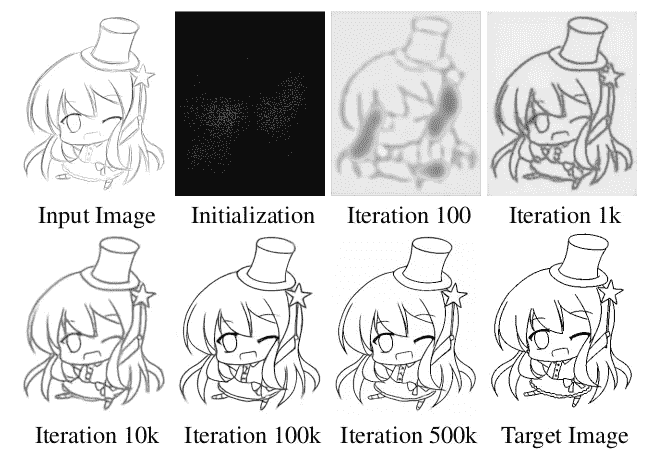 Input Image Initialization Iteration 100 Iteration 1k
Iteration 10k Iteration 100k Iteration 500k Target Image